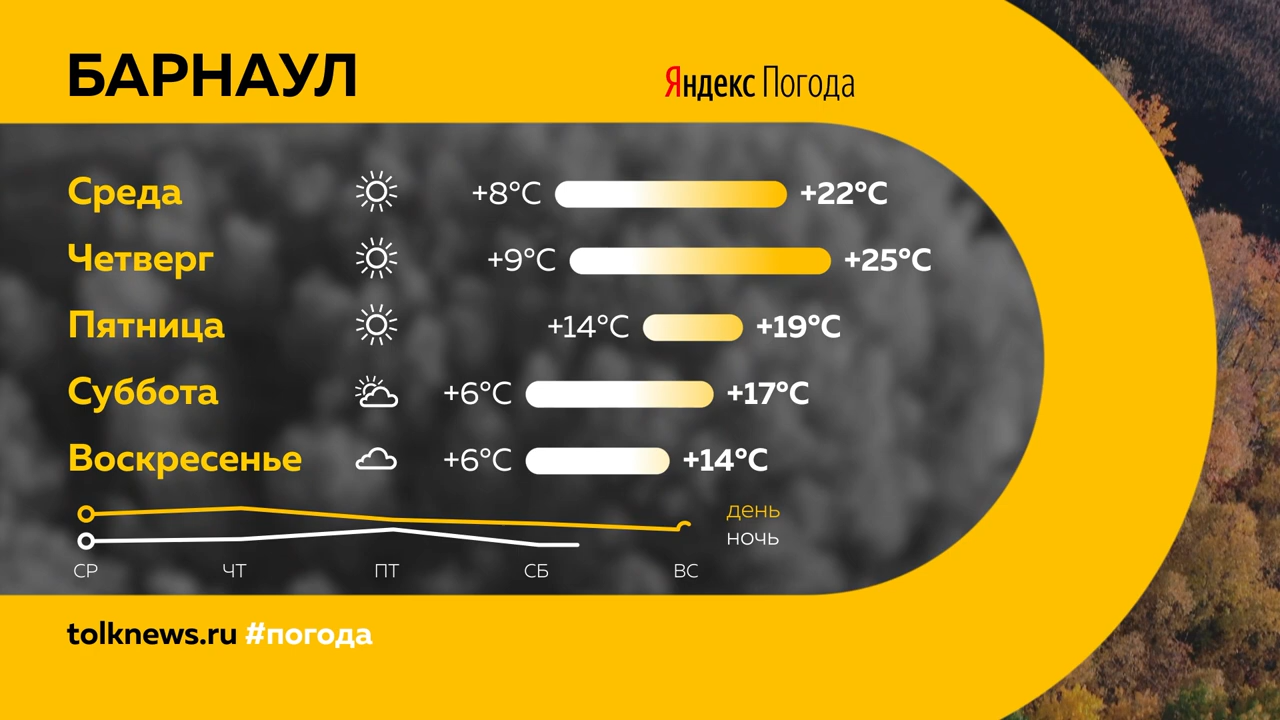 БАРНАУЛ
Яндекс Погода
Среда +8°C +22°C
Четверг +9°C +25°C
Пятница +14°C +19°C
Суббота +6°C +17°C
Воскресенье +6°C +14°C
день
ночь
СР ЧТ ПТ СБ ВС
tolknews.ru #погода